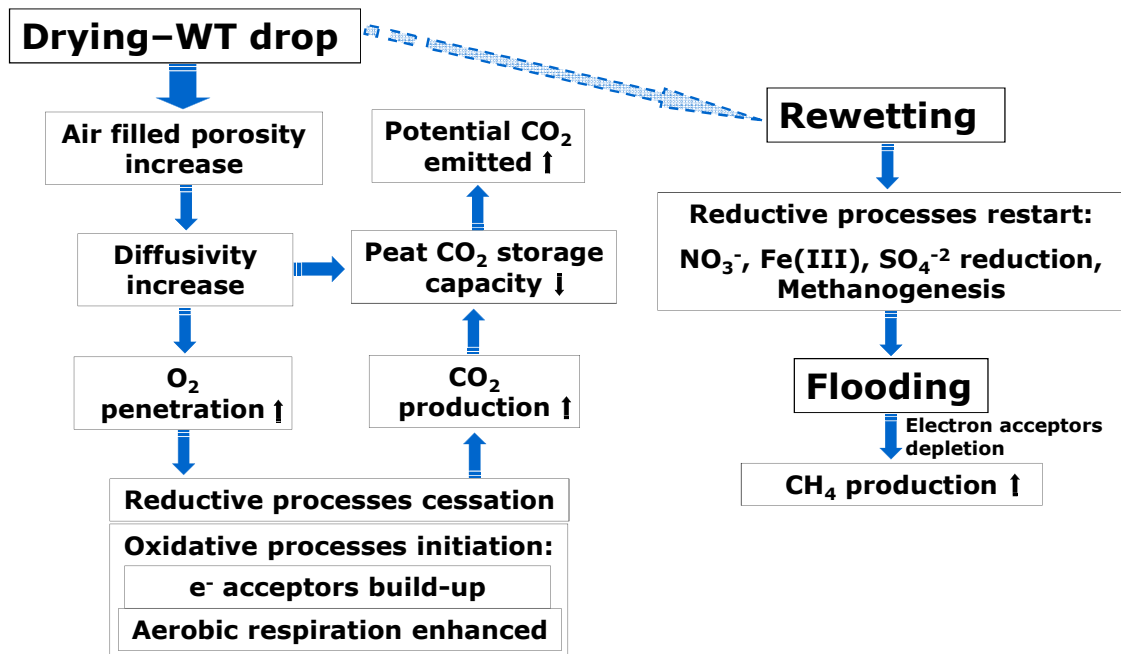 Drying–WT drop
Air filled porosity
increase
Diffusivity
increase
O₂
penetration ↑
Reductive processes cessation
Oxidative processes initiation:
e⁻ acceptors build-up
Aerobic respiration enhanced
CO₂
production ↑
Peat CO₂ storage
capacity ↓
Potential CO₂
emitted ↑
Rewetting
Reductive processes restart:
NO₃⁻, Fe(III), SO₄⁻² reduction,
Methanogenesis
Flooding
Electron acceptors
depletion
CH₄ production ↑